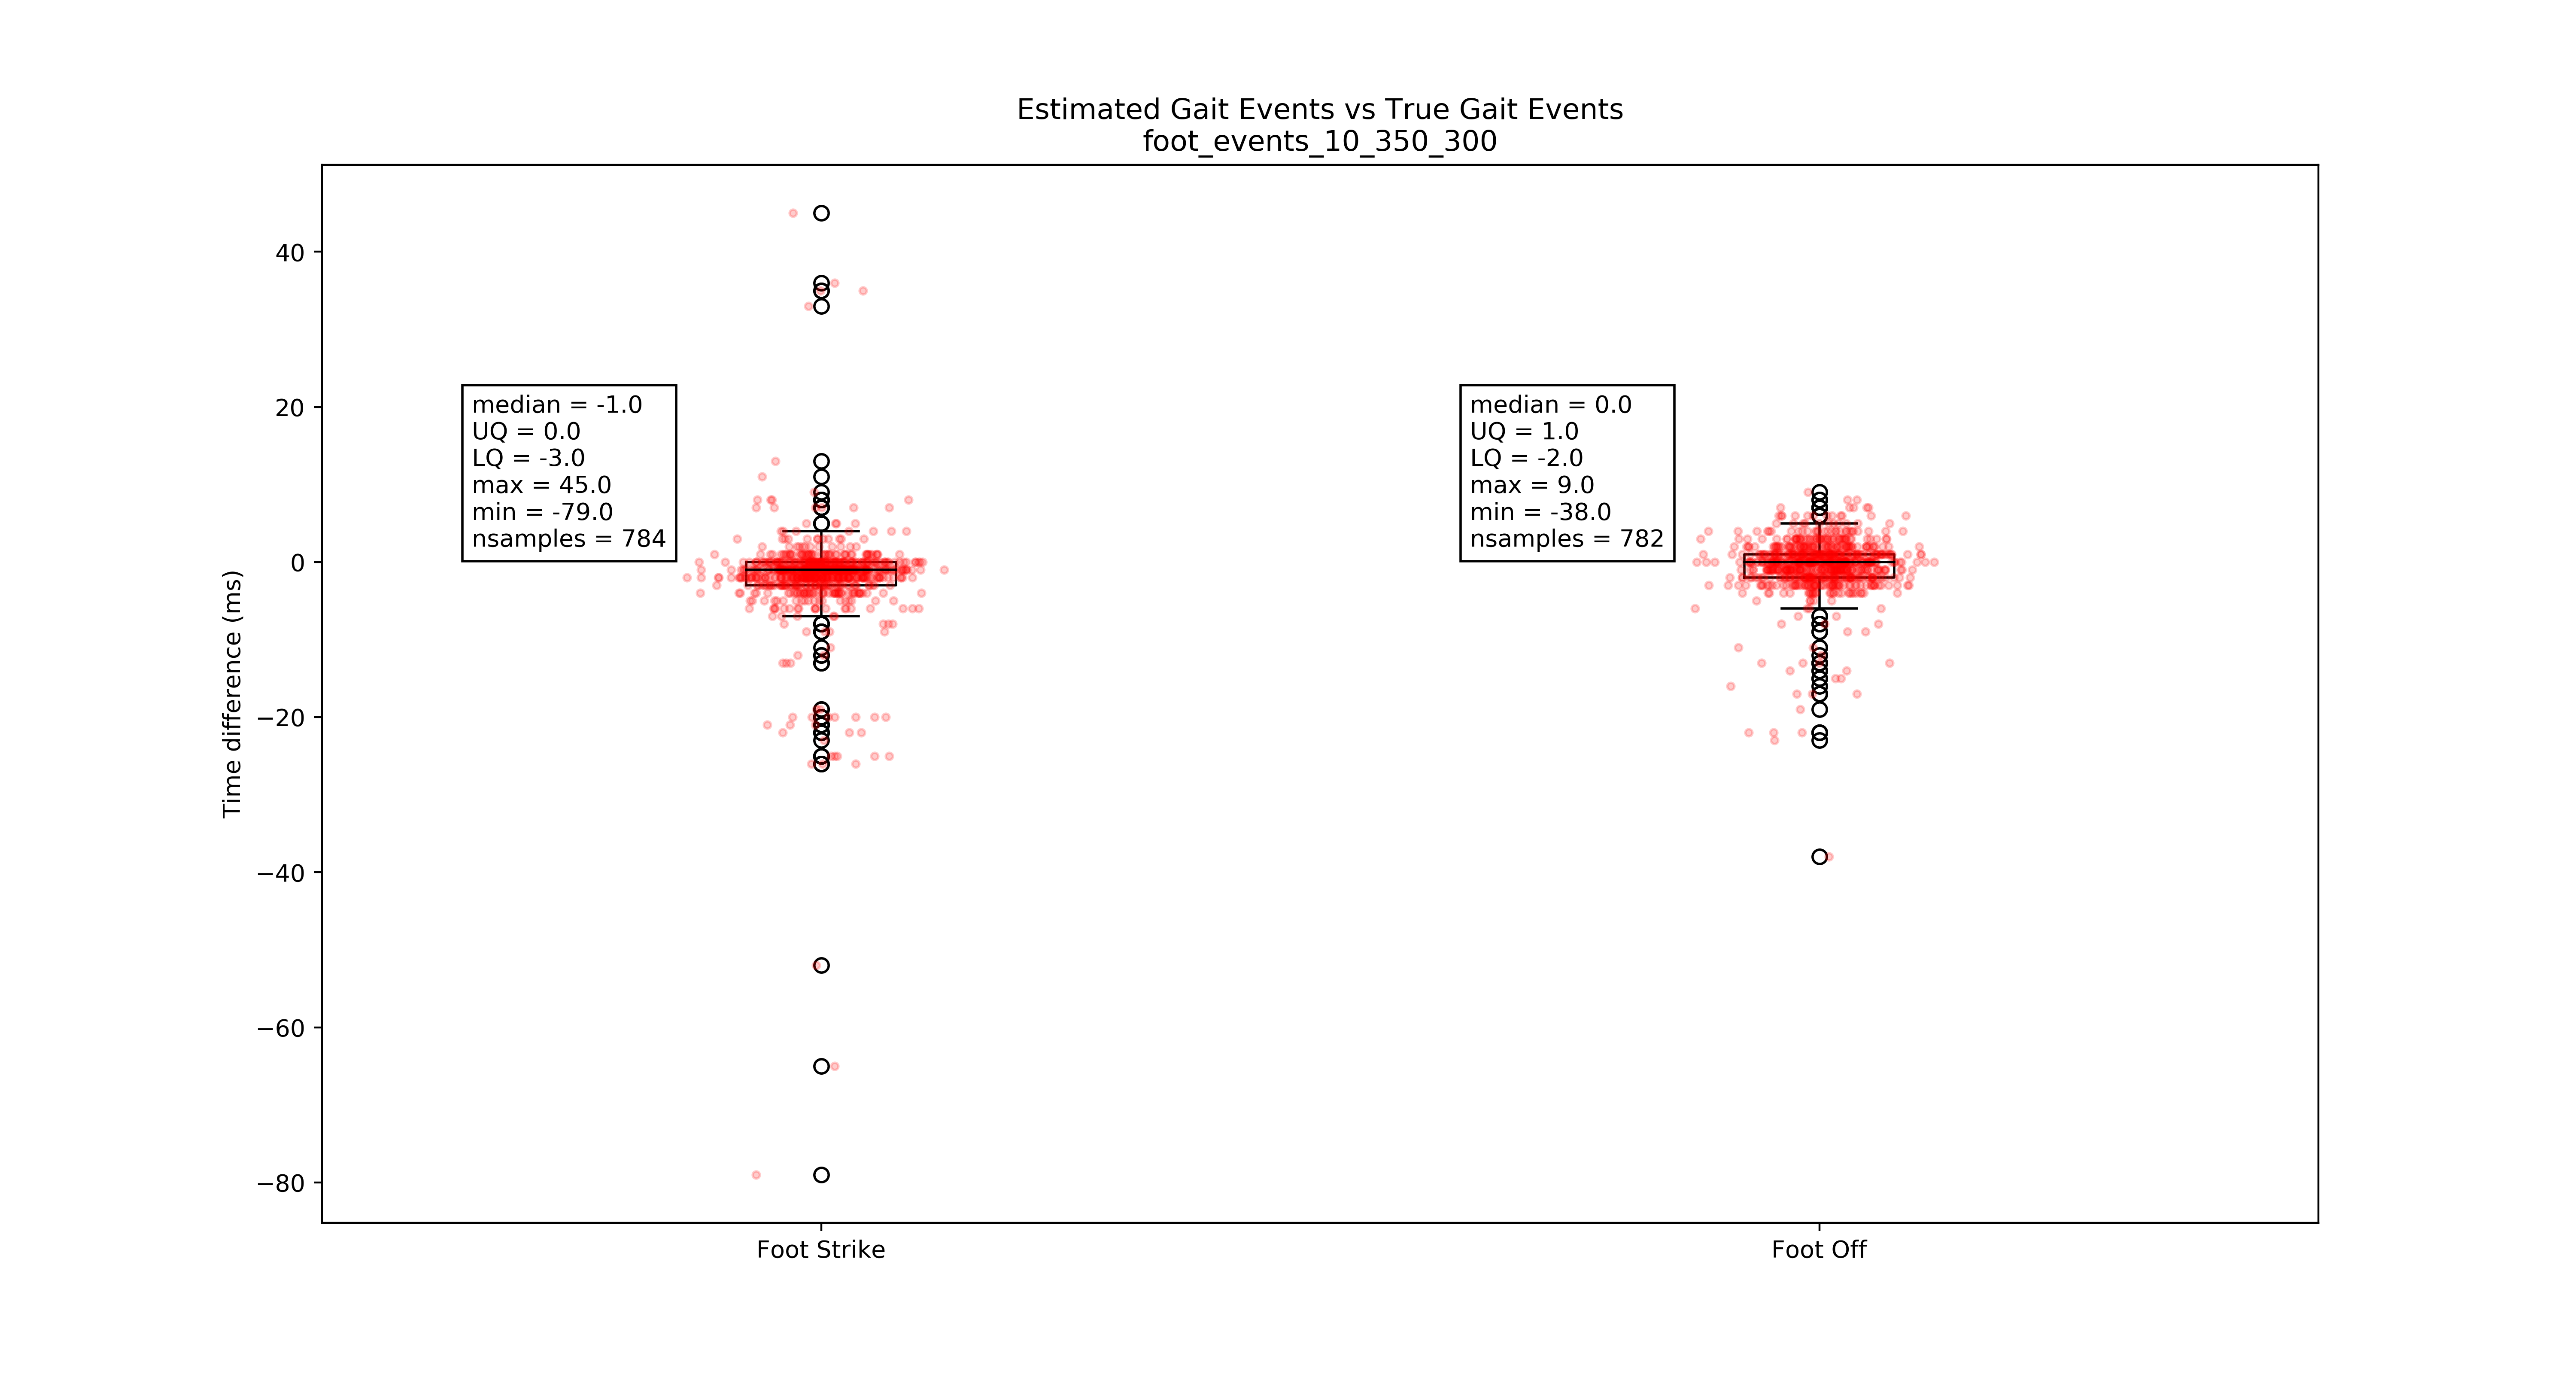 Estimated Gait Events vs True Gait Events
foot_events_10_350_300
Time difference (ms)
40
20
0
−20
−40
−60
−80
median = -1.0
UQ = 0.0
LQ = -3.0
max = 45.0
min = -79.0
nsamples = 784
median = 0.0
UQ = 1.0
LQ = -2.0
max = 9.0
min = -38.0
nsamples = 782
Foot Strike
Foot Off